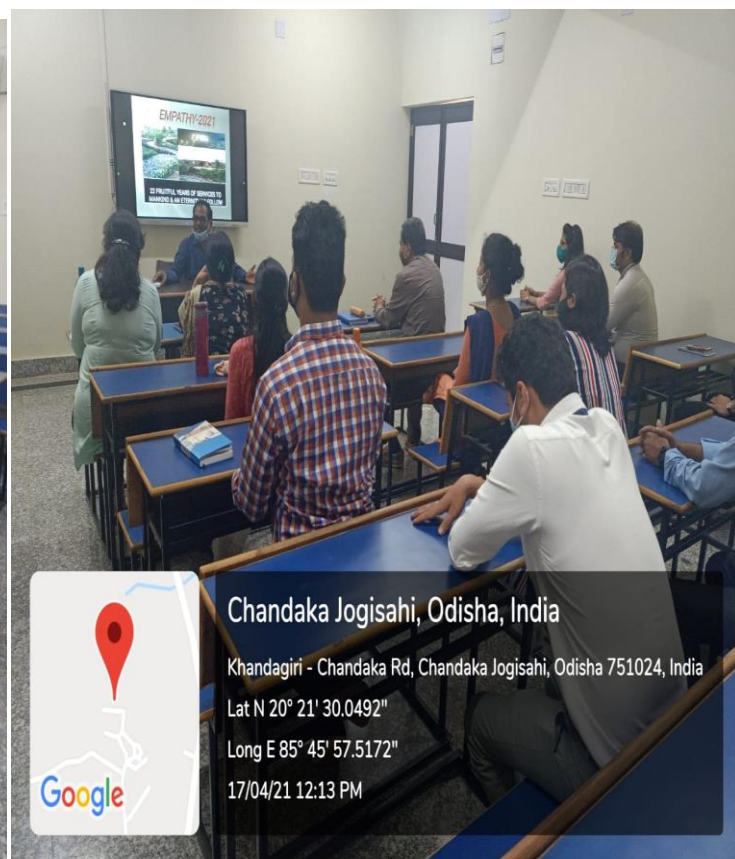 EMPATHY-2021
22 FRUITFUL YEARS OF SERVICES TO
MANKIND & AN ETERNITY TO FOLLOW
Chandaka Jogisahi, Odisha, India
Khandagiri - Chandaka Rd, Chandaka Jogisahi, Odisha 751024, India
Lat N 20° 21' 30.0492"
Long E 85° 45' 57.5172"
17/04/21 12:13 PM
Google